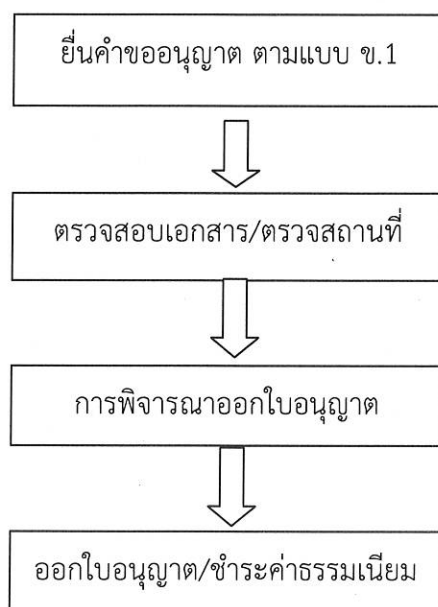 ยื่นคำขออนุญาต ตามแบบ ข.1
ตรวจสอบเอกสาร/ตรวจสถานที่
การพิจารณาออกใบอนุญาต
ออกใบอนุญาต/ชำระค่าธรรมเนียม